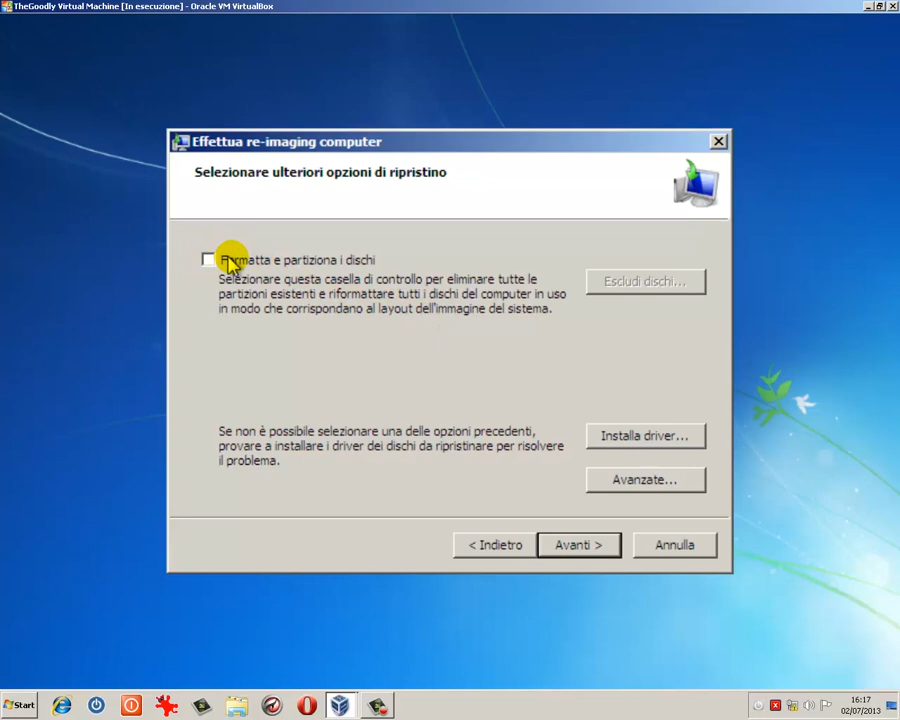 TheGoodly Virtual Machine [In esecuzione] - Oracle VM VirtualBox
Effettua re-imaging computer
Selezionare ulteriori opzioni di ripristino
Formatta e partiziona i dischi
Selezionare questa casella di controllo per eliminare tutte le
partizioni esistenti e riformattare tutti i dischi del computer in uso
in modo che corrispondano al layout dell'immagine del sistema.
Escludi dischi...
Se non è possibile selezionare una delle opzioni precedenti,
provare a installare i driver dei dischi da ripristinare per risolvere
il problema.
Installa driver...
Avanzate...
< Indietro
Avanti >
Annulla
Start
16:17
02/07/2013